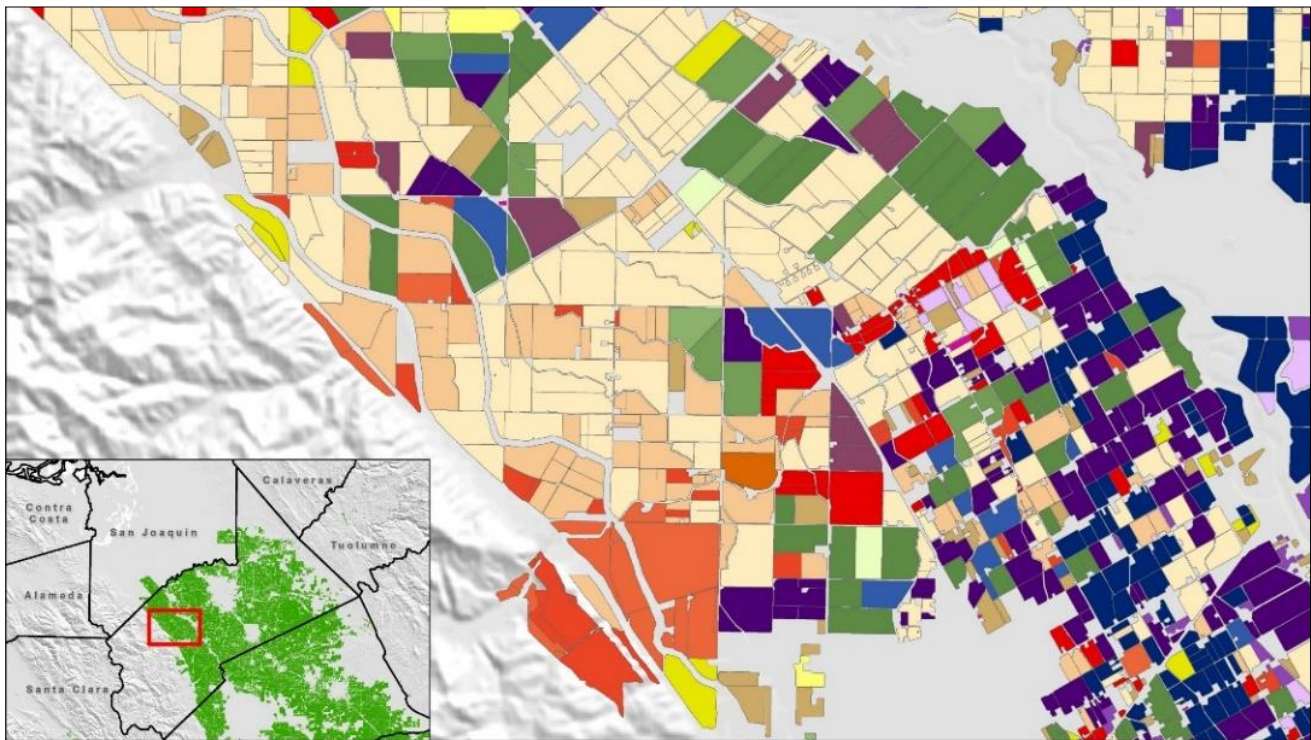 Calaveras
Contra
Costa
San Joaquin
Tuolumne
Alameda
Santa Clara